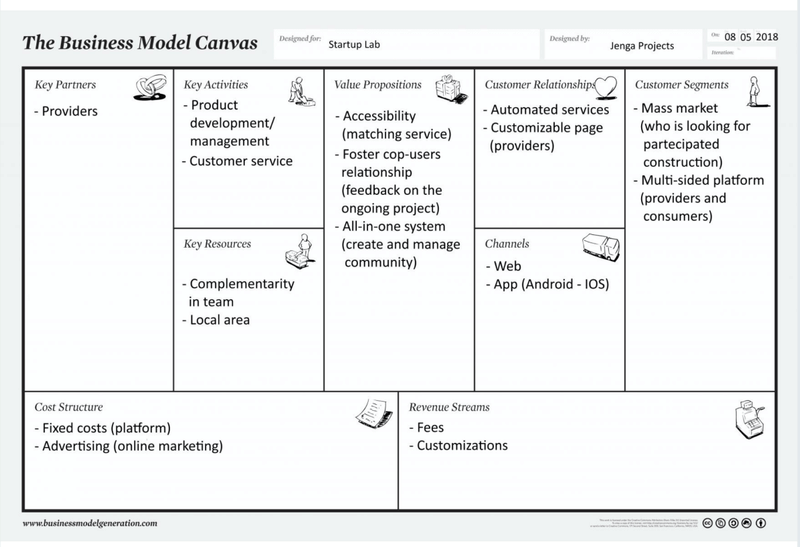 The Business Model Canvas
Designed for:
Startup Lab
Designed by:
Jenga Projects
On: 08 05 2018
Iteration:
Key Partners
- Providers
Key Activities
- Product
development/
management
- Customer service
Key Resources
- Complementarity
in team
- Local area
Value Propositions
- Accessibility
(matching service)
- Foster cop-users
relationship
(feedback on the
ongoing project)
- All-in-one system
(create and manage
community)
Customer Relationships
- Automated services
- Customizable page
(providers)
Channels
- Web
- App (Android - IOS)
Customer Segments
- Mass market
(who is looking for
partecipated
construction)
- Multi-sided platform
(providers and
consumers)
Cost Structure
- Fixed costs (platform)
- Advertising (online marketing)
Revenue Streams
- Fees
- Customizations
www.businessmodelgeneration.com